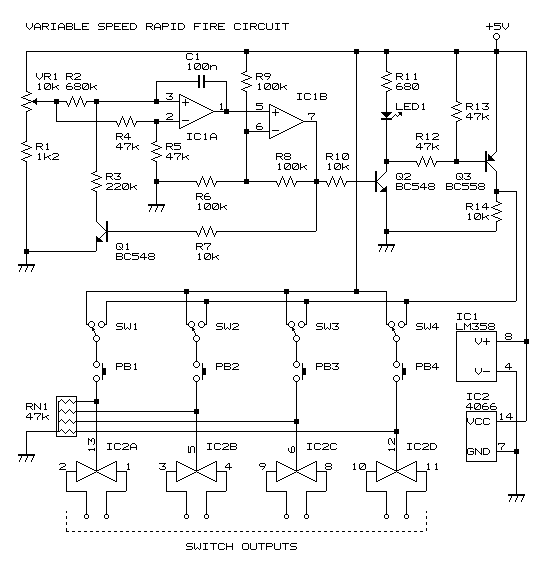 VARIABLE SPEED RAPID FIRE CIRCUIT
+5V
C1
100n
VR1
10k
R2
680k
R9
100k
R11
680
R13
47k
IC1B
LED1
3
+
1
5
+
7
2
-
6
-
R4
47k
IC1A
R5
47k
R12
47k
R1
1k2
R8
100k
R10
10k
R3
220k
R6
100k
Q2
BC548
Q3
BC558
R14
10k
Q1
BC548
R7
10k
SW1
SW2
SW3
SW4
IC1
LM358
V+
8
V-
4
PB1
PB2
PB3
PB4
IC2
4066
VCC
14
GND
7
RN1
47k
13
IC2A
5
IC2B
6
IC2C
12
IC2D
2
1
3
4
9
8
10
11
SWITCH OUTPUTS